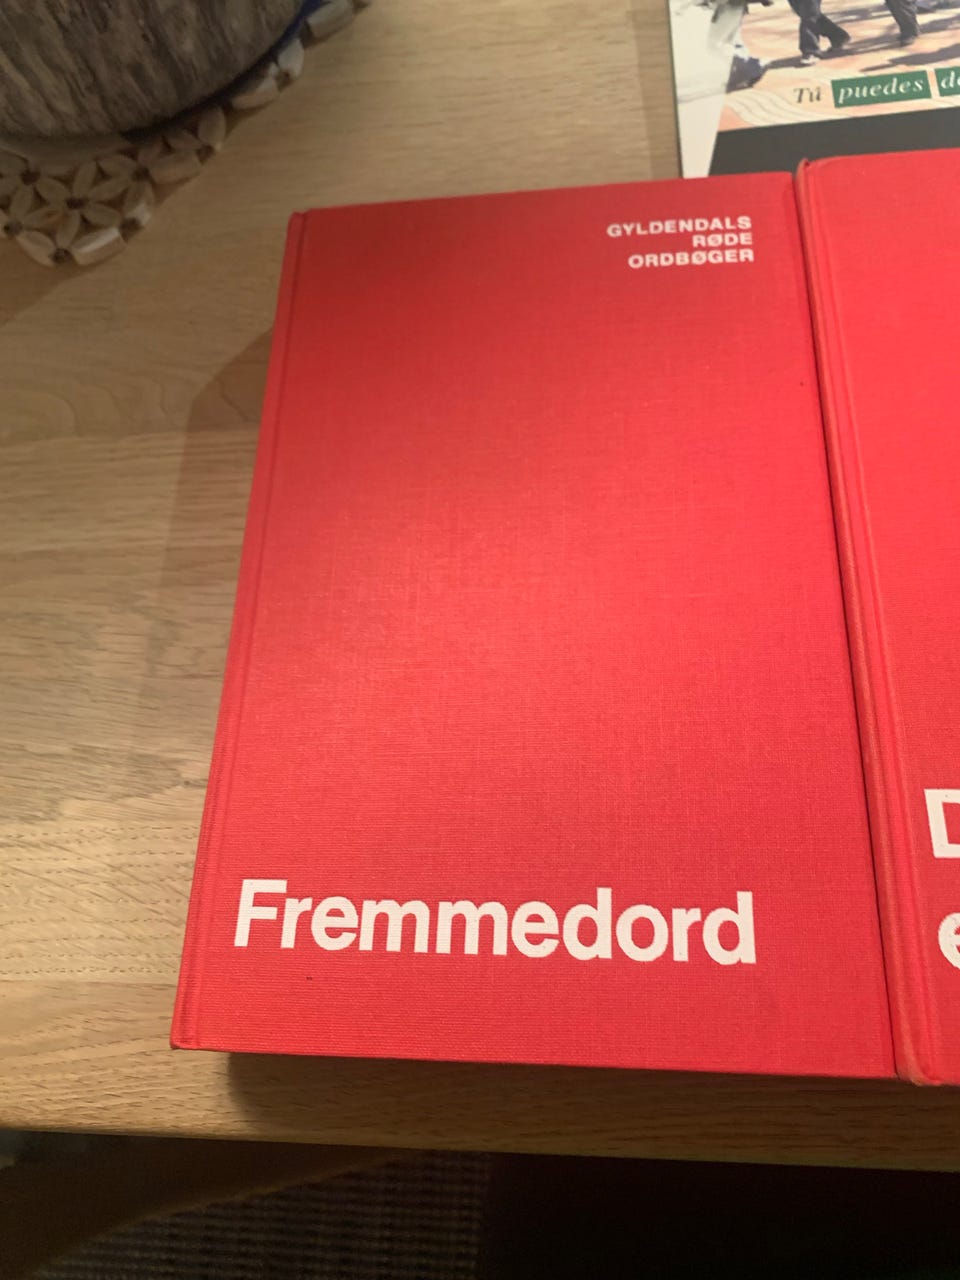 Tú puedes
GYLDENDALS
RØDE
ORDBØGER
Fremmedord